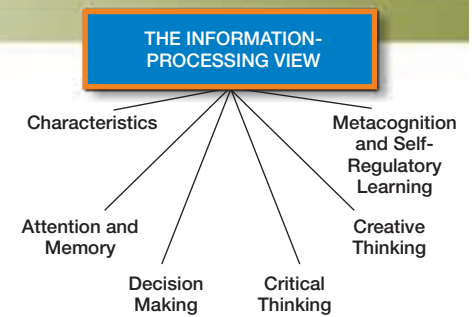 THE INFORMATION-
PROCESSING VIEW
Characteristics
Metacognition
and Self-
Regulatory
Learning
Attention and
Memory
Creative
Thinking
Decision
Making
Critical
Thinking